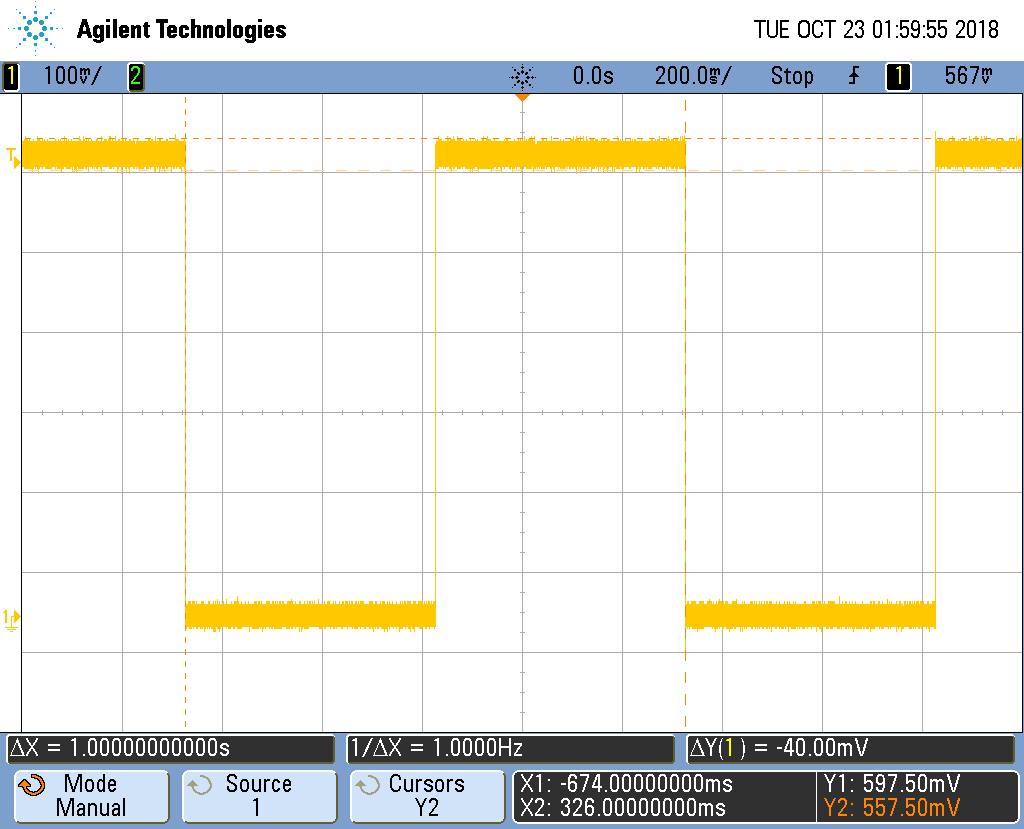 Agilent Technologies
TUE OCT 23 01:59:55 2018
1 100mV/ 2 0.0s 200.0ms/ Stop 1 567mV
T
1
ΔX = 1.00000000000s 1/ΔX = 1.0000Hz ΔY(1) = -40.00mV
Mode Source Cursors X1: -674.00000000ms Y1: 597.50mV
Manual 1 Y2 X2: 326.00000000ms Y2: 557.50mV